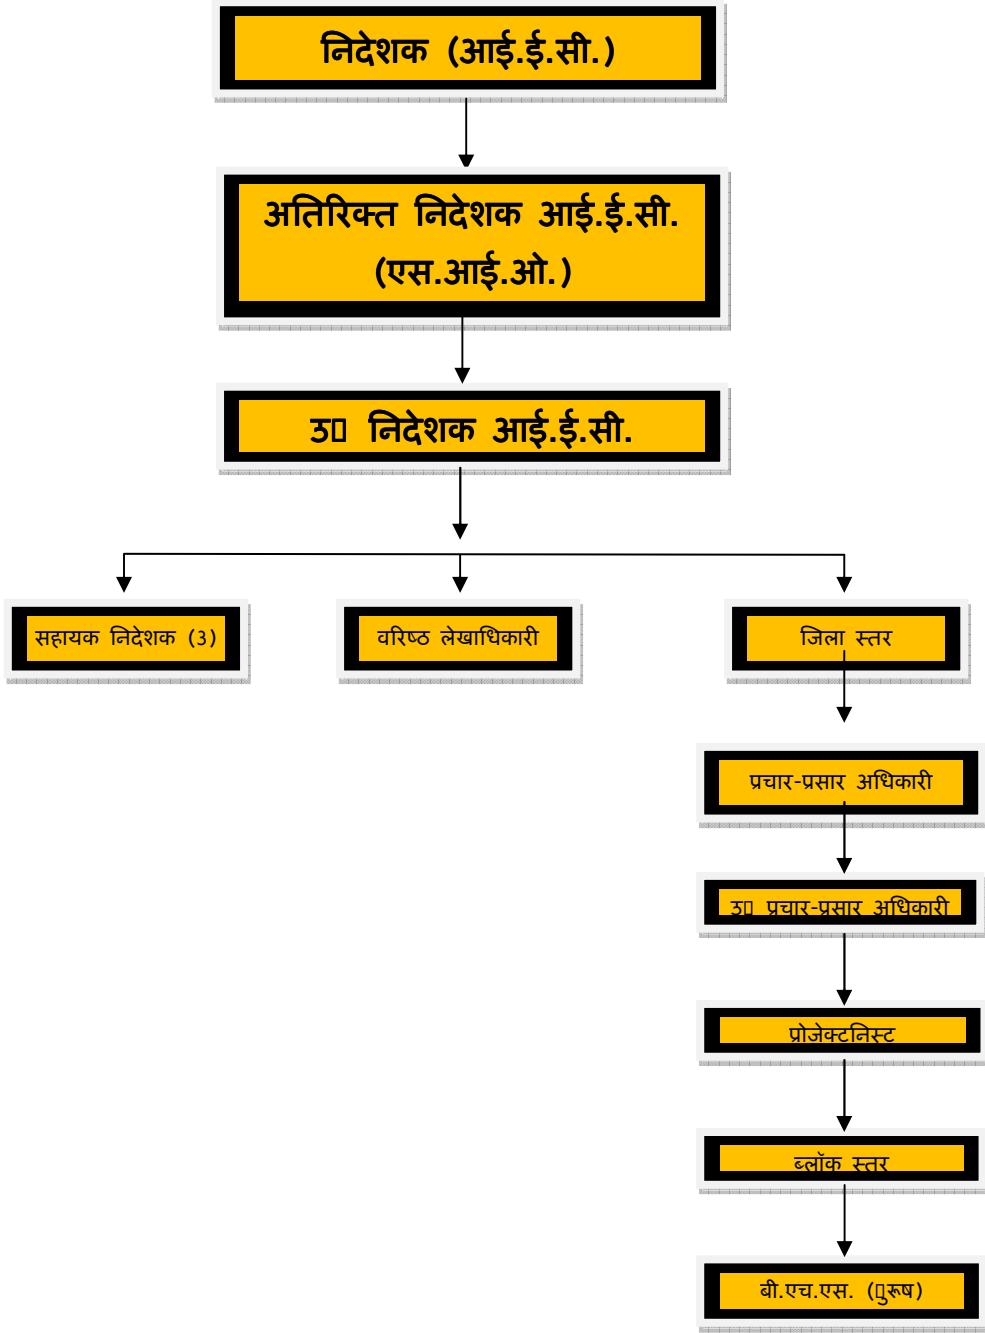 निदेशक (आई.ई.सी.)
अतिरिक्त निदेशक आई.ई.सी.
(एस.आई.ओ.)
निदेशक आई.ई.सी.
सहायक निदेशक (3)
वरिष्ठ लेखाधिकारी
जिला स्तर
प्रचार-प्रसार अधिकारी
प्रचार-प्रसार अधिकारी
प्रोजेक्टनिस्ट
ब्लॉक स्तर
बी.एच.एस.